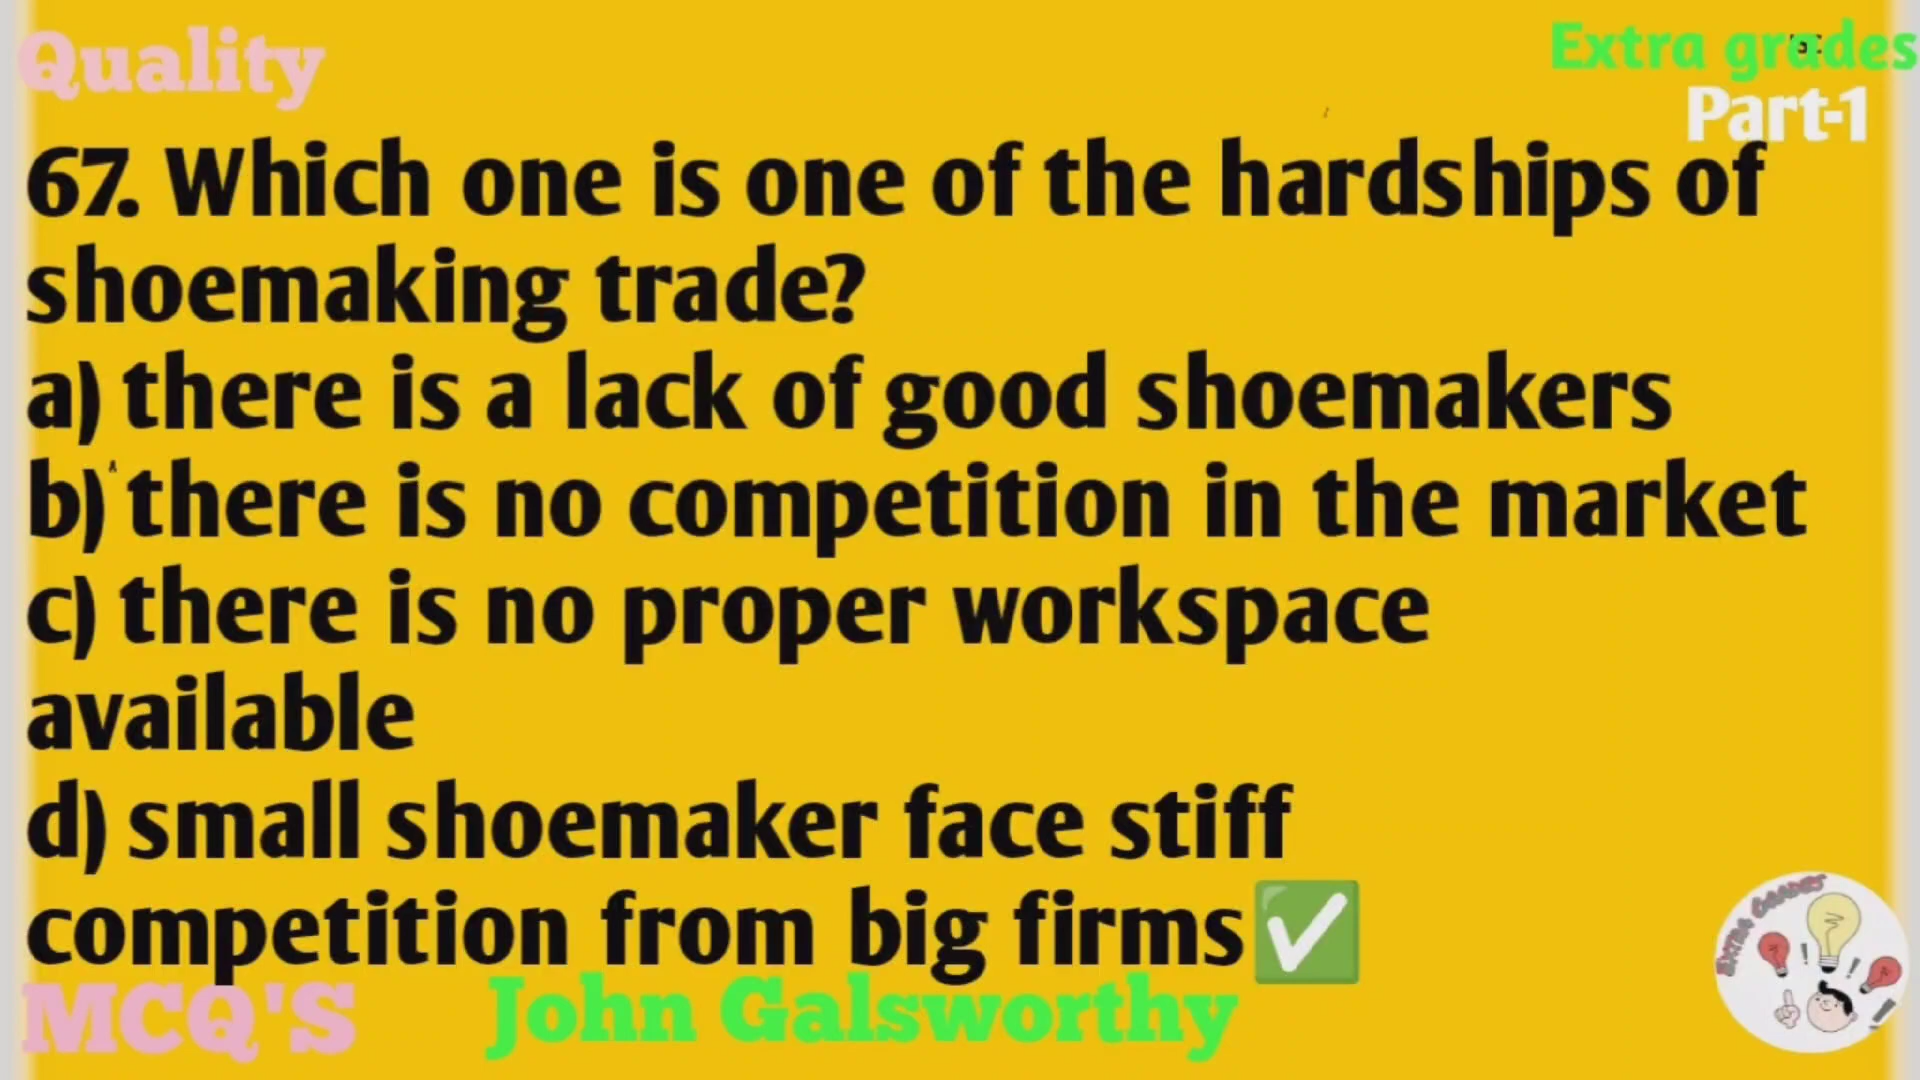 Quality
Extra grades
Part-1
67. Which one is one of the hardships of
shoemaking trade?
a) there is a lack of good shoemakers
b) there is no competition in the market
c) there is no proper workspace
available
d) small shoemaker face stiff
competition from big firms✅
EXTRA GRADES
MCQ'S
John Galsworthy